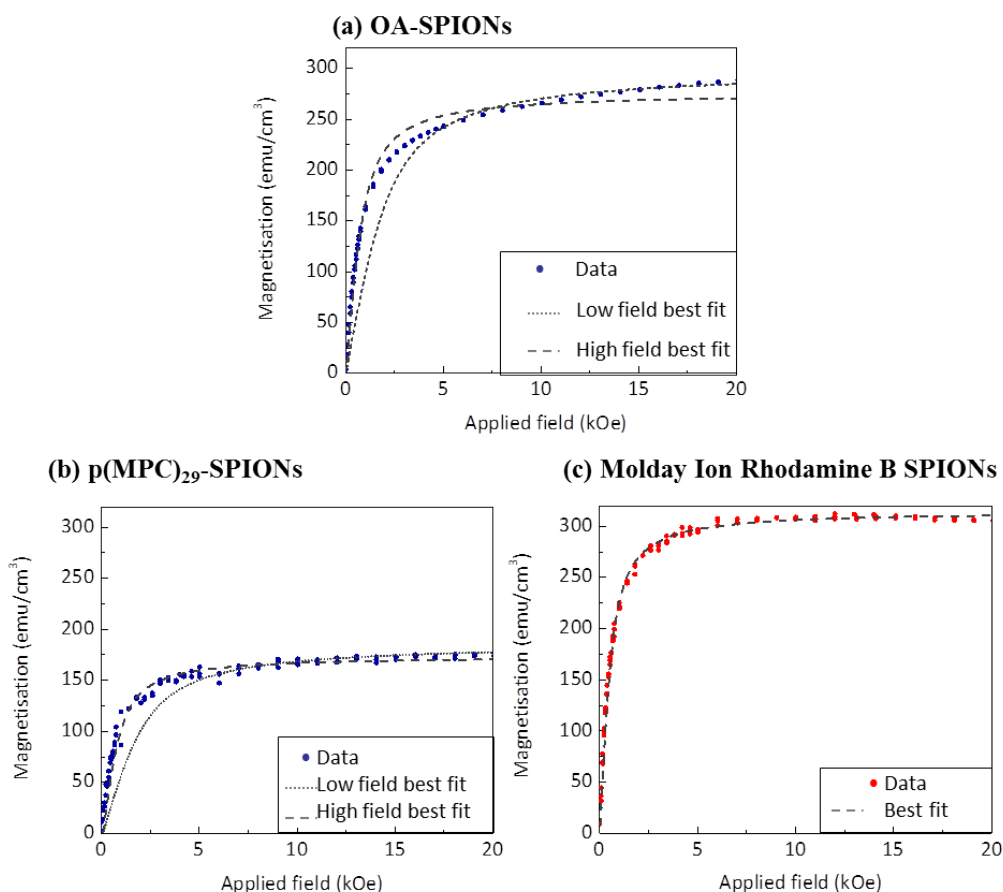 (a) OA-SPIONs
300
250
200
150
100
50
0
Magnetisation (emu/cm³)
Data
Low field best fit
High field best fit
0 5 10 15 20
Applied field (kOe)
(b) p(MPC)₂₉-SPIONs
300
250
200
150
100
50
0
Magnetisation (emu/cm³)
Data
Low field best fit
High field best fit
0 5 10 15 20
Applied field (kOe)
(c) Molday Ion Rhodamine B SPIONs
300
250
200
150
100
50
0
Magnetisation (emu/cm³)
Data
Best fit
0 5 10 15 20
Applied field (kOe)